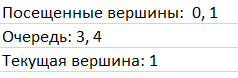 Посещенные вершины:  0, 1
Очередь: 3, 4
Текущая вершина: 1